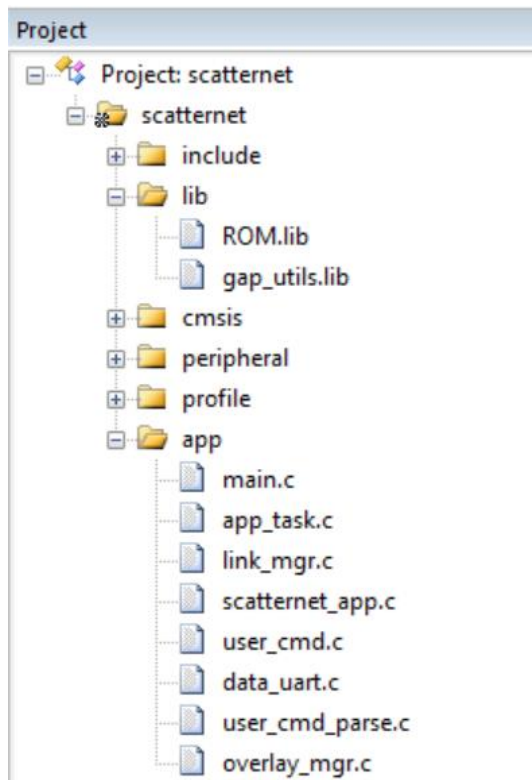 Project
Project: scatternet
scatternet
include
lib
ROM.lib
gap_utils.lib
cmsis
peripheral
profile
app
main.c
app_task.c
link_mgr.c
scatternet_app.c
user_cmd.c
data_uart.c
user_cmd_parse.c
overlay_mgr.c